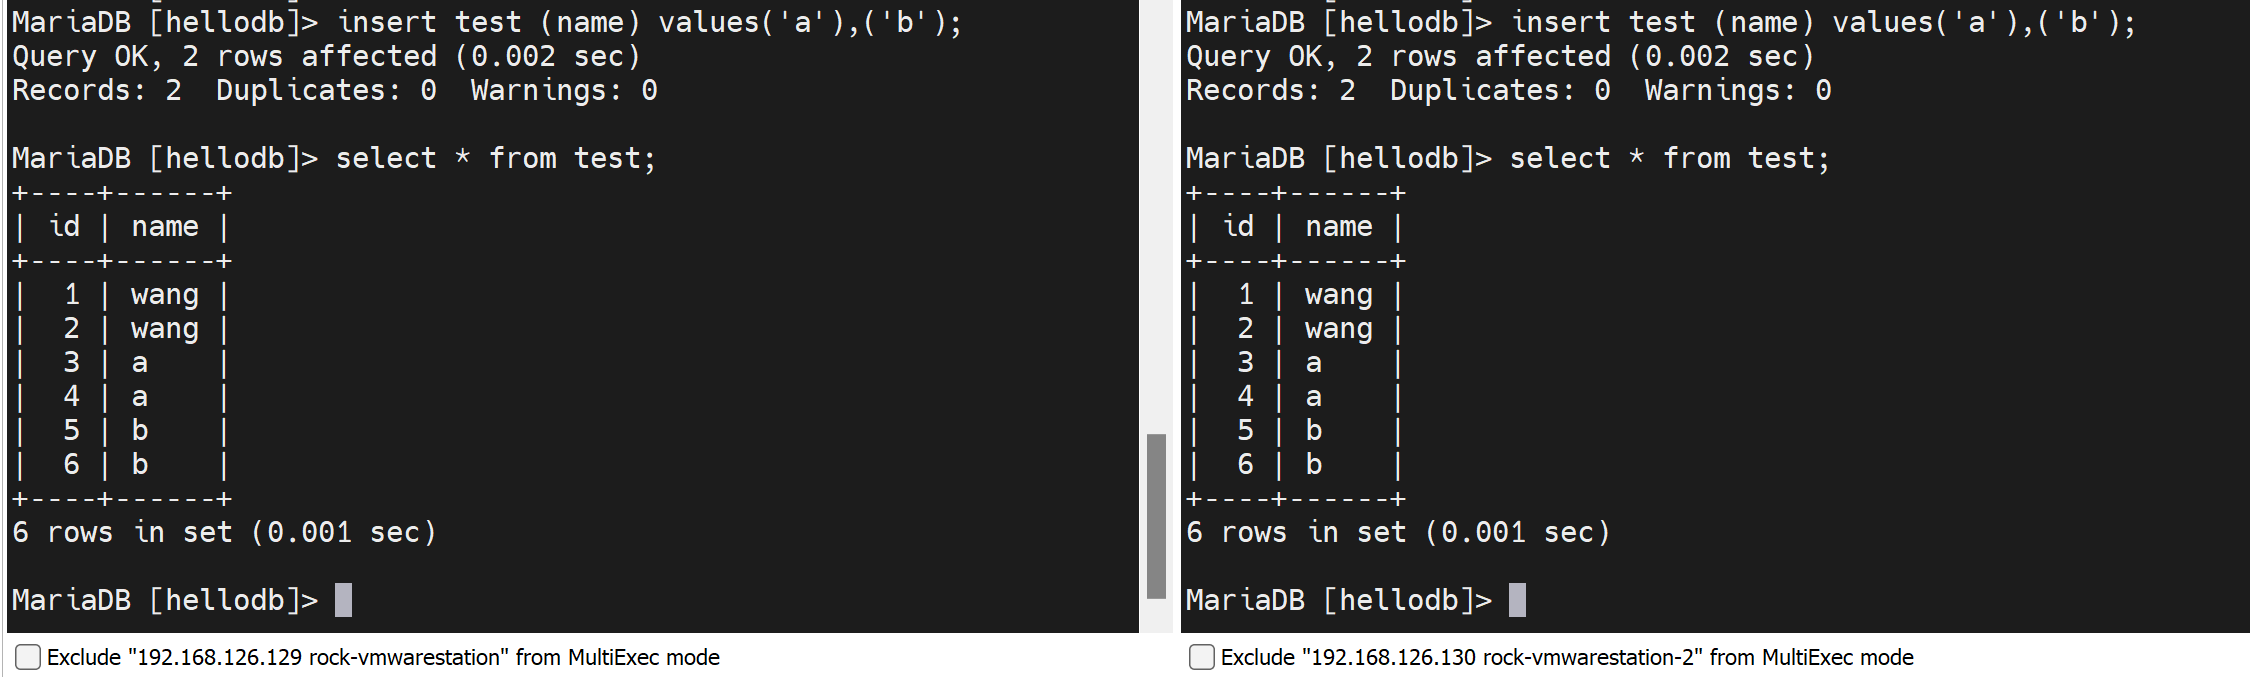 MariaDB [hellodb]> insert test (name) values('a'),('b');
Query OK, 2 rows affected (0.002 sec)
Records: 2  Duplicates: 0  Warnings: 0
MariaDB [hellodb]> select * from test;
+----+------+
| id | name |
+----+------+
|  1 | wang |
|  2 | wang |
|  3 | a    |
|  4 | a    |
|  5 | b    |
|  6 | b    |
+----+------+
6 rows in set (0.001 sec)
MariaDB [hellodb]>
Exclude "192.168.126.129 rock-vmwarestation" from MultiExec mode
MariaDB [hellodb]> insert test (name) values('a'),('b');
Query OK, 2 rows affected (0.002 sec)
Records: 2  Duplicates: 0  Warnings: 0
MariaDB [hellodb]> select * from test;
+----+------+
| id | name |
+----+------+
|  1 | wang |
|  2 | wang |
|  3 | a    |
|  4 | a    |
|  5 | b    |
|  6 | b    |
+----+------+
6 rows in set (0.001 sec)
MariaDB [hellodb]>
Exclude "192.168.126.130 rock-vmwarestation-2" from MultiExec mode